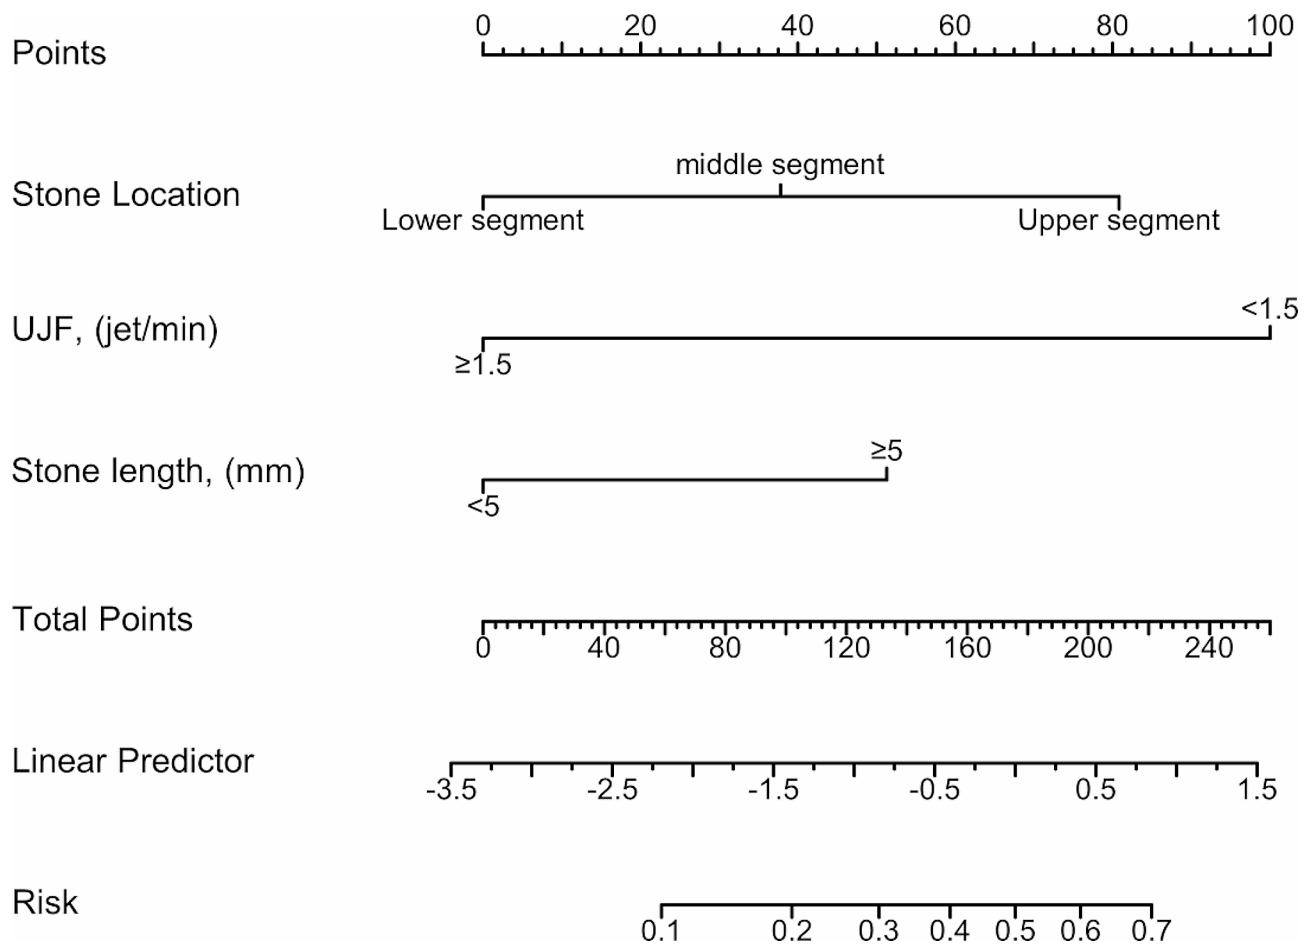 Points
0 20 40 60 80 100
Stone Location
middle segment
Lower segment
Upper segment
UJF, (jet/min)
<1.5
≥1.5
Stone length, (mm)
≥5
<5
Total Points
0 40 80 120 160 200 240
Linear Predictor
-3.5 -2.5 -1.5 -0.5 0.5 1.5
Risk
0.1 0.2 0.3 0.4 0.5 0.6 0.7